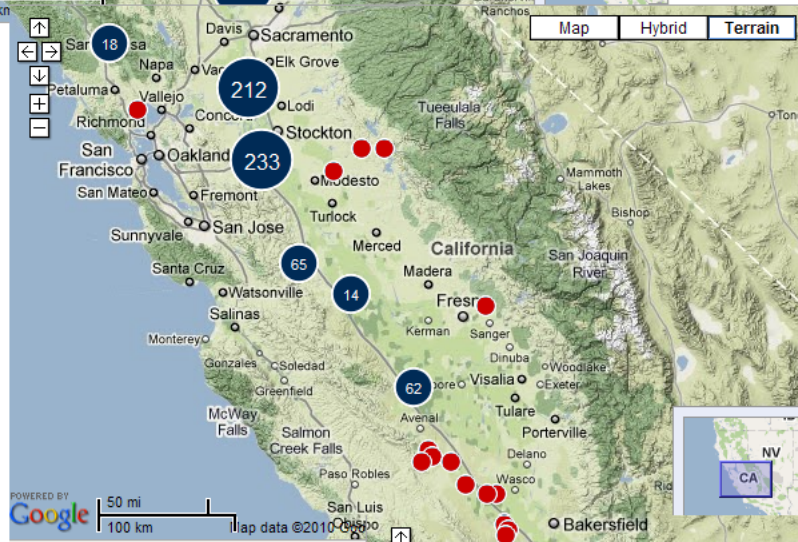 Ranchos
Map
Hybrid
Terrain
Davis
Sacramento
18
Napa
Elk Grove
212
Petaluma
Vallejo
Lodi
Tueeulala
Falls
Richmond
Stockton
San
Francisco
Oakland
233
Modesto
San Mateo
Fremont
Turlock
Mammoth
Lakes
Sunnyvale
San Jose
Merced
Bishop
California
San Joaquin
River
65
Santa Cruz
Madera
14
Watsonville
Salinas
Kerman
Sanger
Monterey
Dinuba
Gonzales
Soledad
Woodlake
62
Visalia
Exeter
Greenfield
Tulare
McWay
Falls
Avenal
Porterville
Salmon
Creek Falls
Delano
NV
CA
Paso Robles
Wasco
POWERED BY
Google
50 mi
100 km
San Luis
Obispo
Map data ©2010
Bakersfield